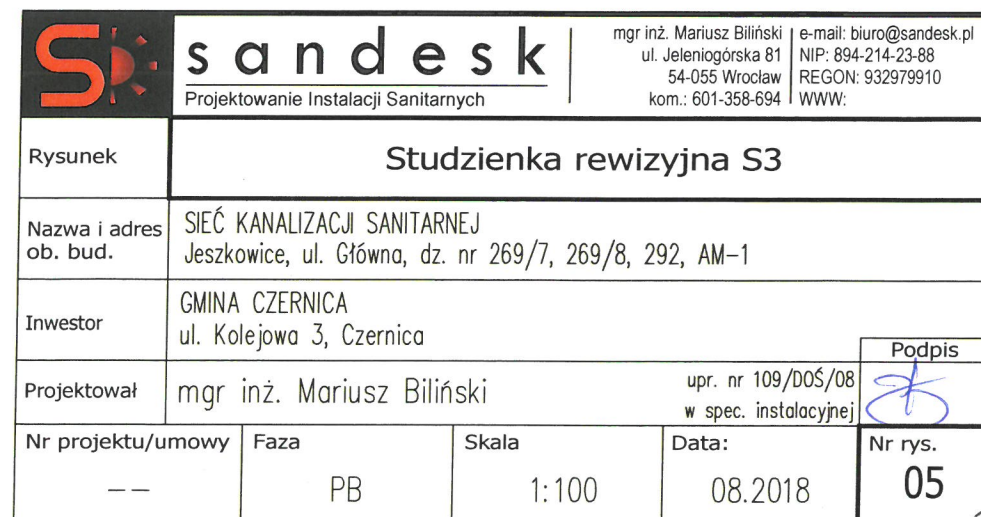 sandesk
Projektowanie Instalacji Sanitarnych
mgr inż. Mariusz Biliński
ul. Jeleniogórska 81
54-055 Wrocław
kom.: 601-358-694
e-mail: biuro@sandesk.pl
NIP: 894-214-23-88
REGON: 932979910
WWW:
Rysunek
Studzienka rewizyjna S3
Nazwa i adres
ob. bud.
SIEĆ KANALIZACJI SANITARNEJ
Jeszkowice, ul. Główna, dz. nr 269/7, 269/8, 292, AM-1
Inwestor
GMINA CZERNICA
ul. Kolejowa 3, Czernica
Projektował
mgr inż. Mariusz Biliński
upr. nr 109/DOŚ/08
w spec. instalacyjnej
Podpis
Nr projektu/umowy
--
Faza
PB
Skala
1:100
Data:
08.2018
Nr rys.
05